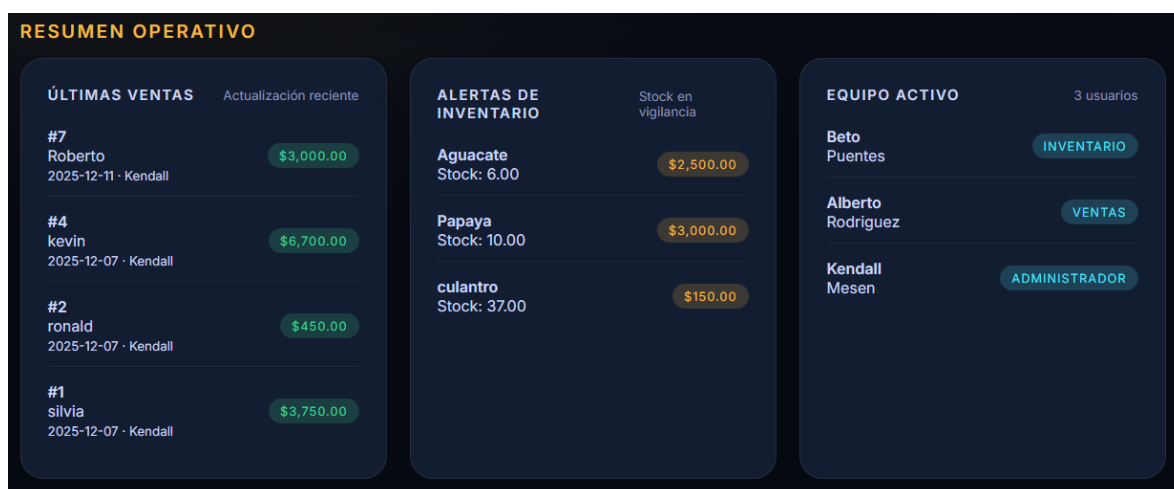 RESUMEN OPERATIVO
ÚLTIMAS VENTAS
Actualización reciente
#7
Roberto
2025-12-11 · Kendall
$3,000.00
#4
kevin
2025-12-07 · Kendall
$6,700.00
#2
ronald
2025-12-07 · Kendall
$450.00
#1
silvia
2025-12-07 · Kendall
$3,750.00
ALERTAS DE
INVENTARIO
Stock en
vigilancia
Aguacate
Stock: 6.00
$2,500.00
Papaya
Stock: 10.00
$3,000.00
culantro
Stock: 37.00
$150.00
EQUIPO ACTIVO
3 usuarios
Beto
Puentes
INVENTARIO
Alberto
Rodriguez
VENTAS
Kendall
Mesen
ADMINISTRADOR